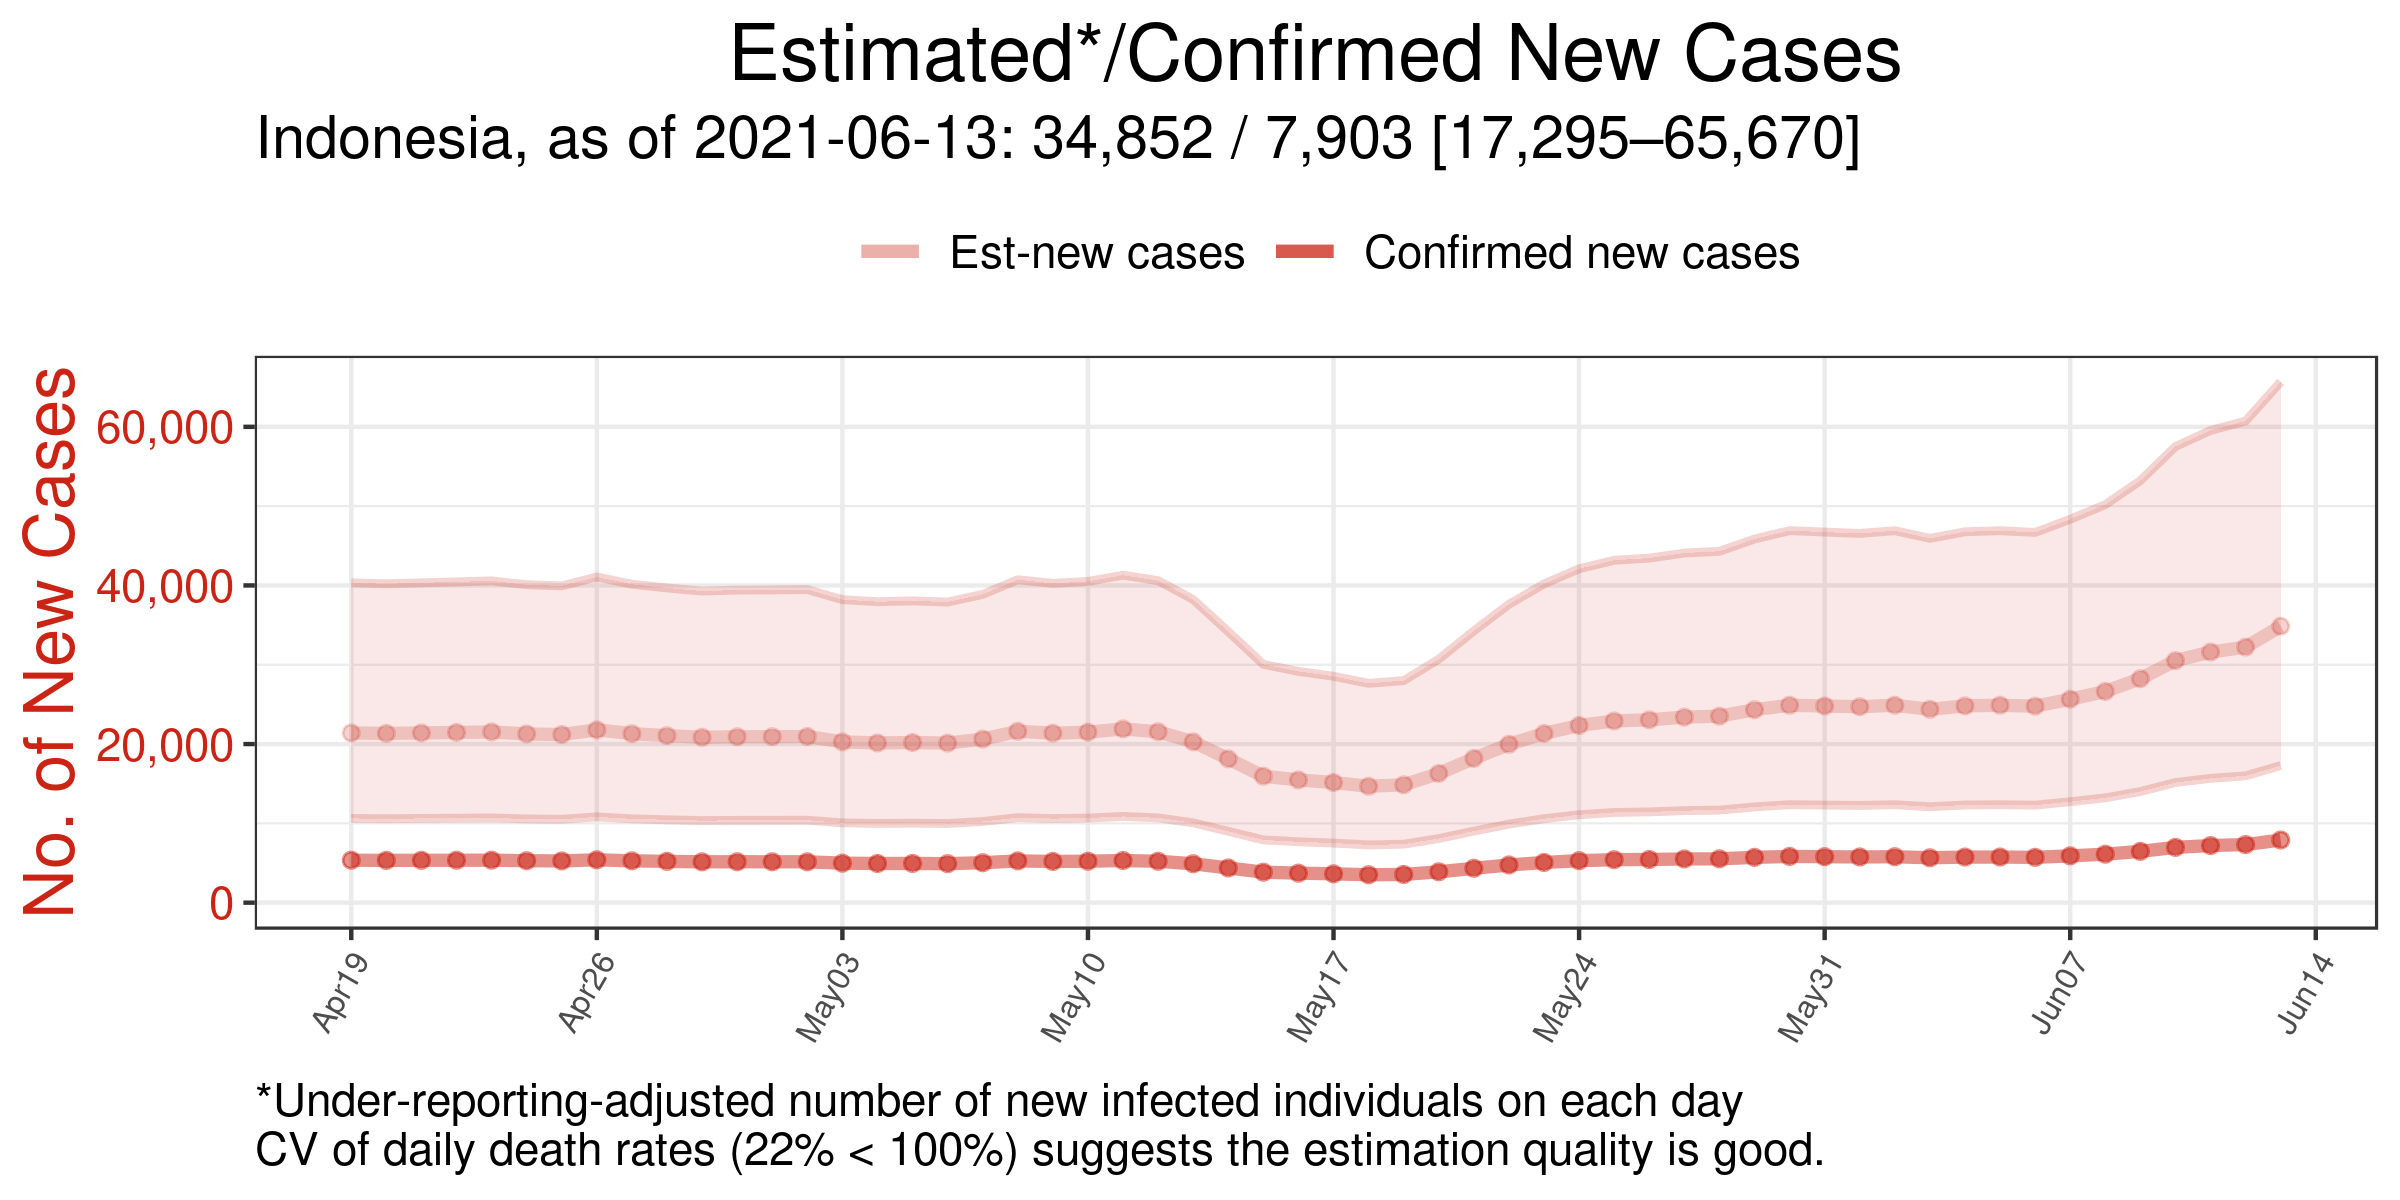 Estimated*/Confirmed New Cases
Indonesia, as of 2021-06-13: 34,852 / 7,903 [17,295–65,670]
Est-new cases
Confirmed new cases
No. of New Cases
60,000
40,000
20,000
0
Apr19
Apr26
May03
May10
May17
May24
May31
Jun07
Jun14
*Under-reporting-adjusted number of new infected individuals on each day
CV of daily death rates (22% < 100%) suggests the estimation quality is good.